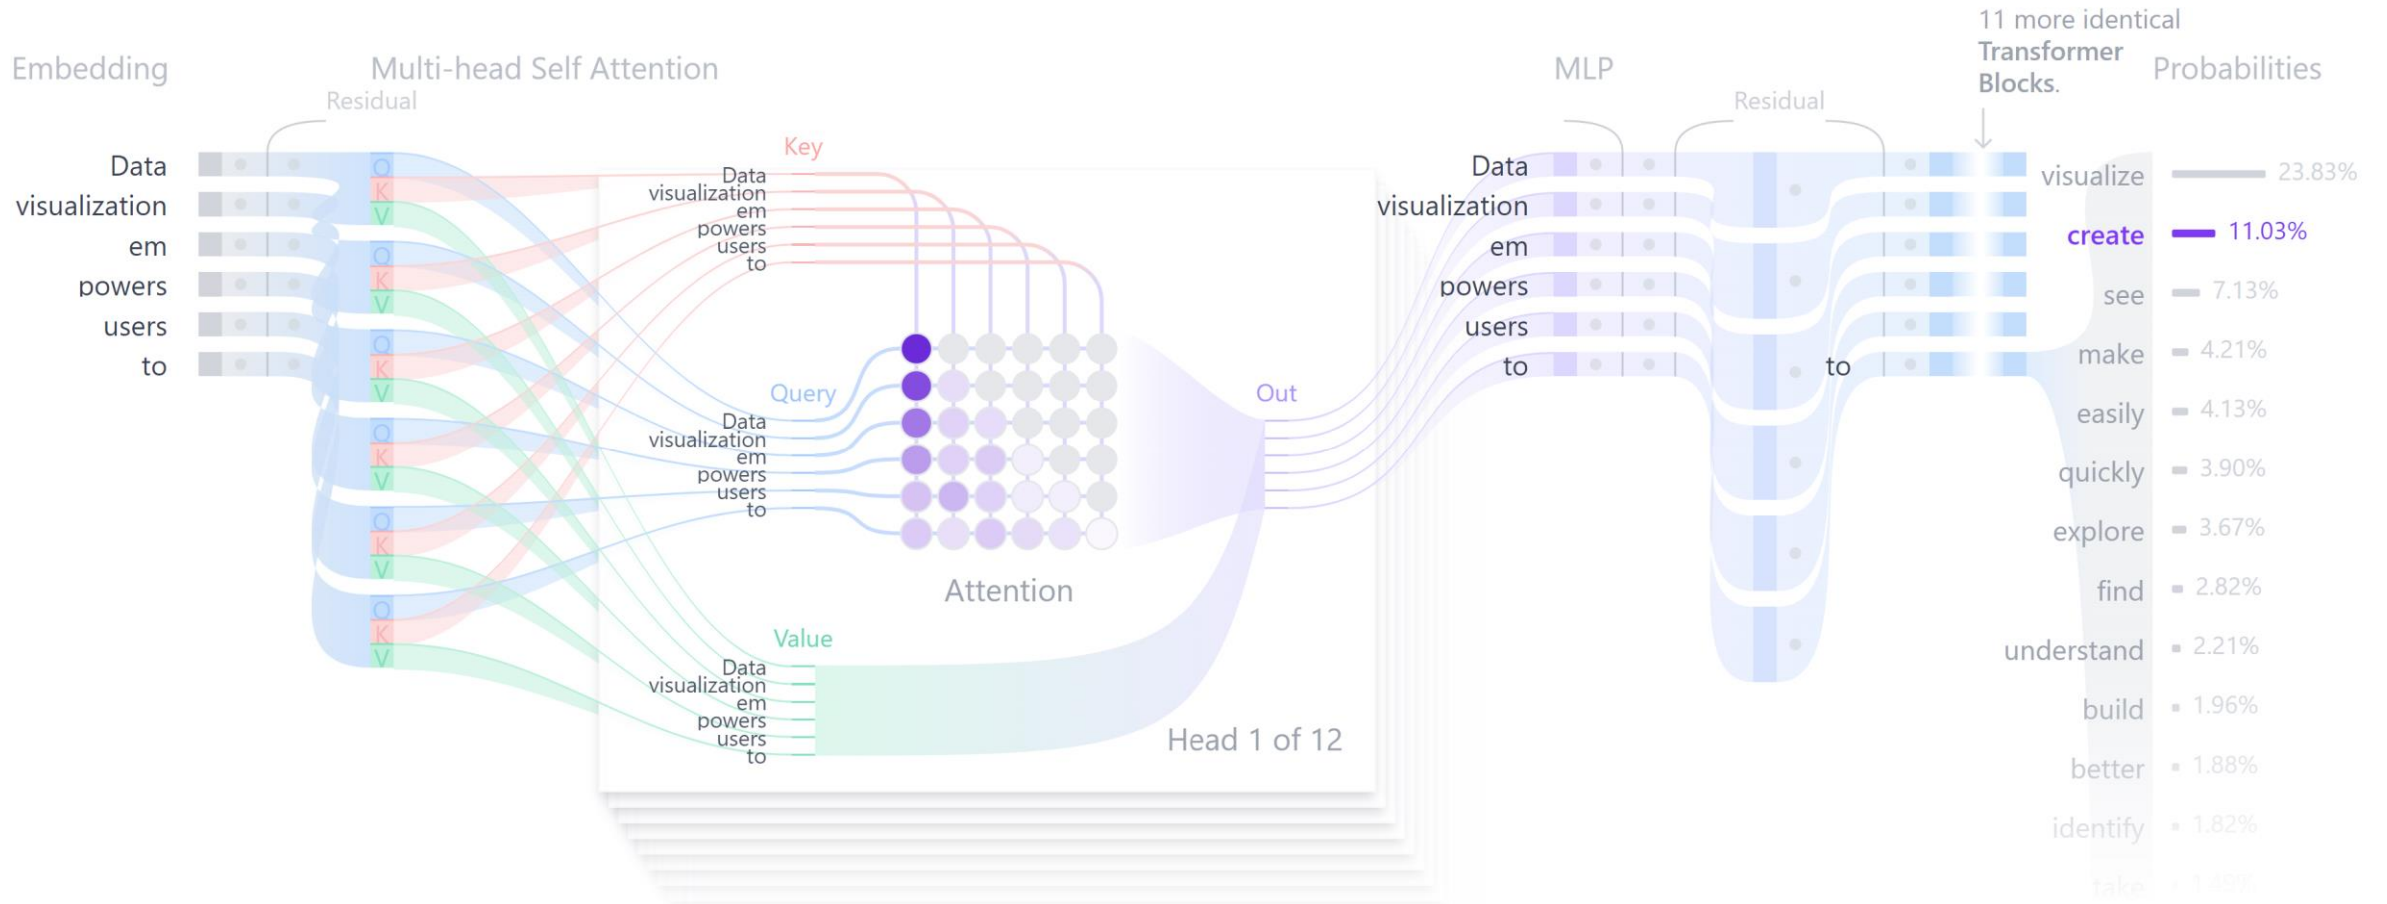 11 more identical
Transformer
Blocks.
Embedding
Multi-head Self Attention
MLP
Probabilities
Residual
Residual
Data
visualization
em
powers
users
to
Q
K
V
Q
K
V
Q
K
V
Q
K
V
Q
K
V
Q
K
V
Key
Data
visualization
em
powers
users
to
Query
Data
visualization
em
powers
users
to
Attention
Value
Data
visualization
em
powers
users
to
Out
Head 1 of 12
Data
visualization
em
powers
users
to
to
visualize 23.83%
create 11.03%
see 7.13%
make 4.21%
easily 4.13%
quickly 3.90%
explore 3.67%
find 2.82%
understand 2.21%
build 1.96%
better 1.88%
identify 1.82%
take